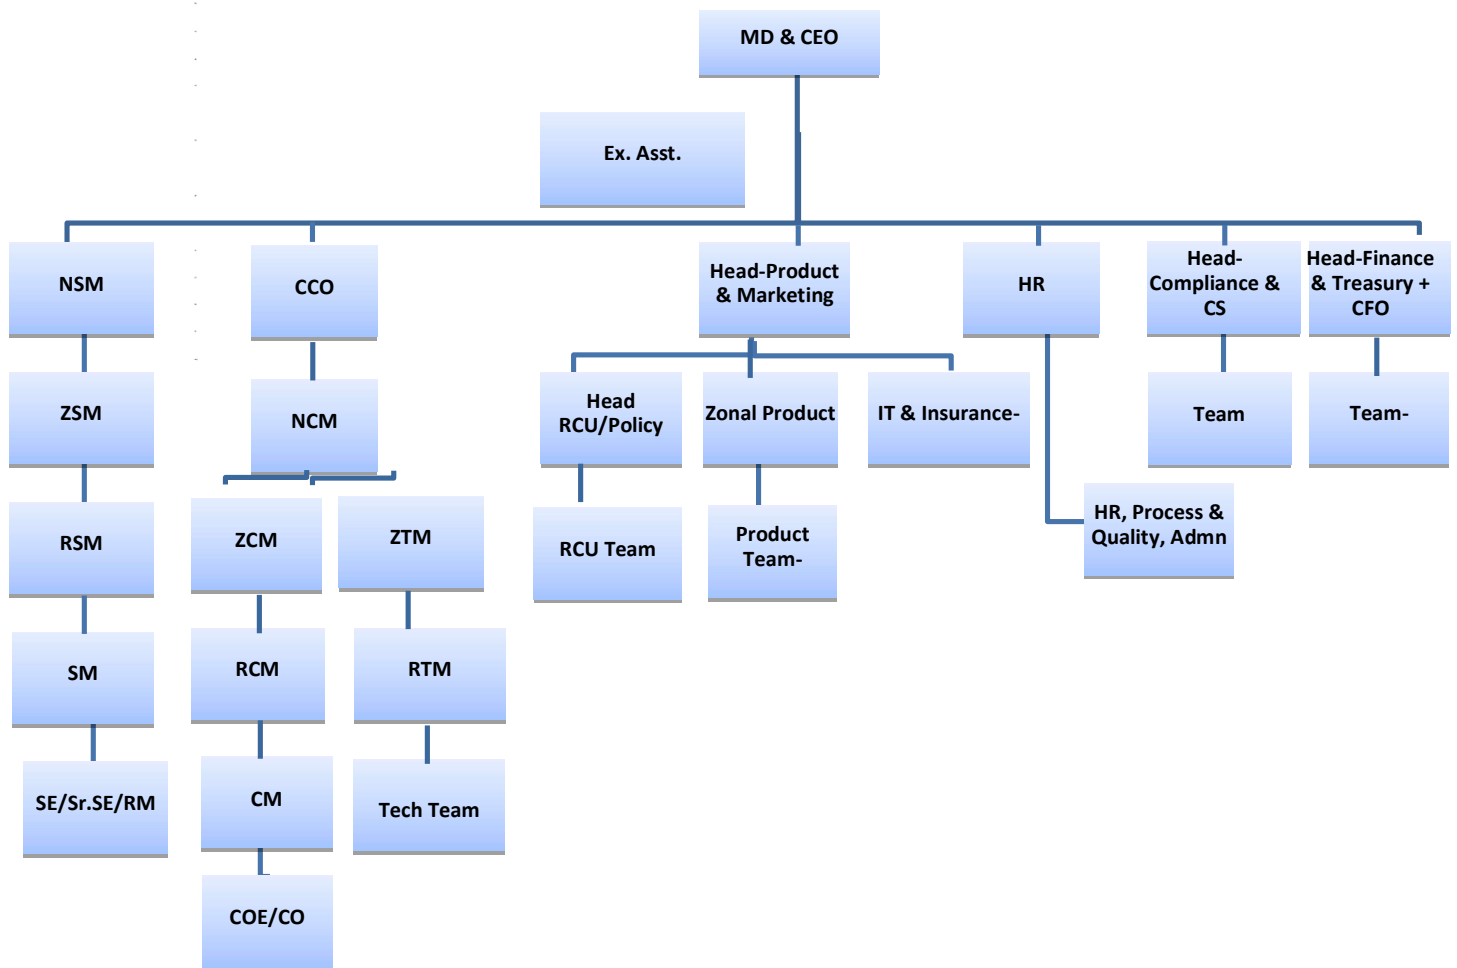 MD & CEO
Ex. Asst.
NSM
CCO
Head-Product
& Marketing
HR
Head-
Compliance &
CS
Head-Finance
& Treasury +
CFO
ZSM
NCM
Head
RCU/Policy
Zonal Product
IT & Insurance-
Team
Team-
RSM
ZCM
ZTM
RCU Team
Product
Team-
HR, Process &
Quality, Admn
SM
RCM
RTM
SE/Sr.SE/RM
CM
Tech Team
COE/CO